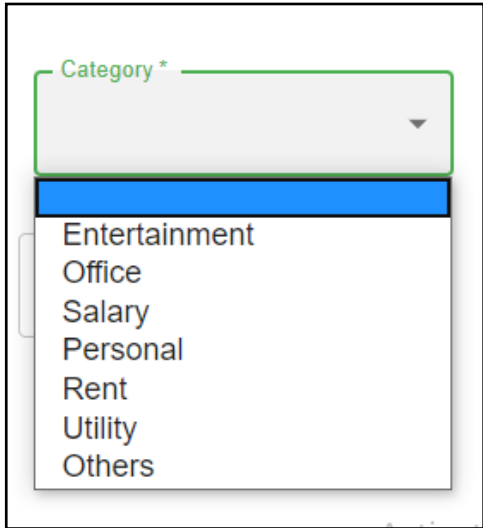 Category *
Entertainment
Office
Salary
Personal
Rent
Utility
Others